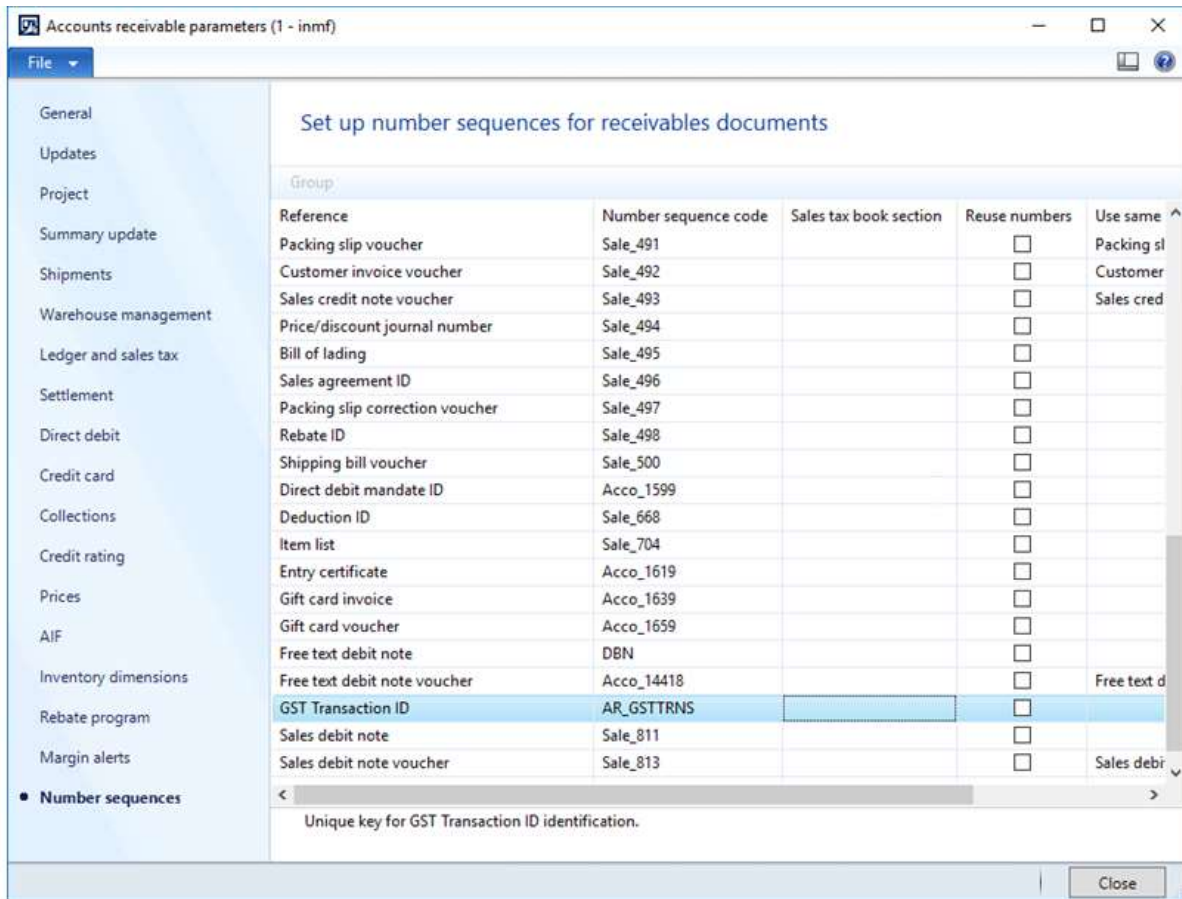 Accounts receivable parameters (1 - inmf)
File
General
Updates
Project
Summary update
Shipments
Warehouse management
Ledger and sales tax
Settlement
Direct debit
Credit card
Collections
Credit rating
Prices
AIF
Inventory dimensions
Rebate program
Margin alerts
Number sequences
Set up number sequences for receivables documents
Group
Reference Number sequence code Sales tax book section Reuse numbers Use same
Packing slip voucher Sale_491 Packing sl
Customer invoice voucher Sale_492 Customer
Sales credit note voucher Sale_493 Sales cred
Price/discount journal number Sale_494
Bill of lading Sale_495
Sales agreement ID Sale_496
Packing slip correction voucher Sale_497
Rebate ID Sale_498
Shipping bill voucher Sale_500
Direct debit mandate ID Acco_1599
Deduction ID Sale_668
Item list Sale_704
Entry certificate Acco_1619
Gift card invoice Acco_1639
Gift card voucher Acco_1659
Free text debit note DBN
Free text debit note voucher Acco_14418 Free text d
GST Transaction ID AR_GSTTRNS
Sales debit note Sale_811
Sales debit note voucher Sale_813 Sales debi
Unique key for GST Transaction ID identification.
Close